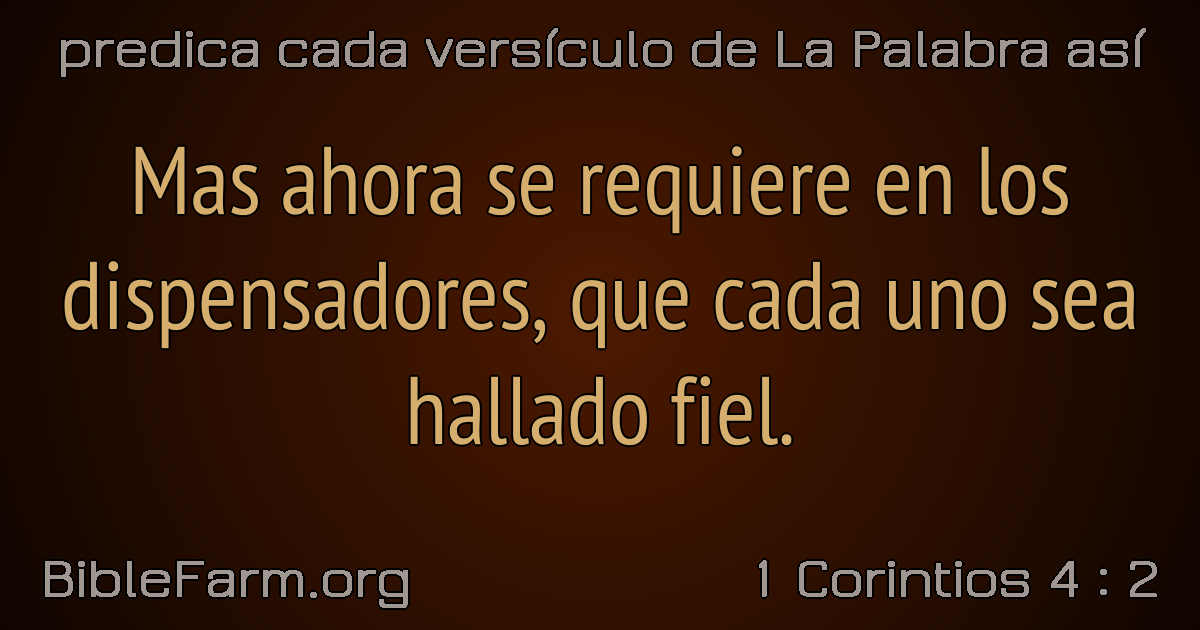 predica cada versículo de La Palabra así
Mas ahora se requiere en los
dispensadores, que cada uno sea
hallado fiel.
BibleFarm.org
1 Corintios 4 : 2